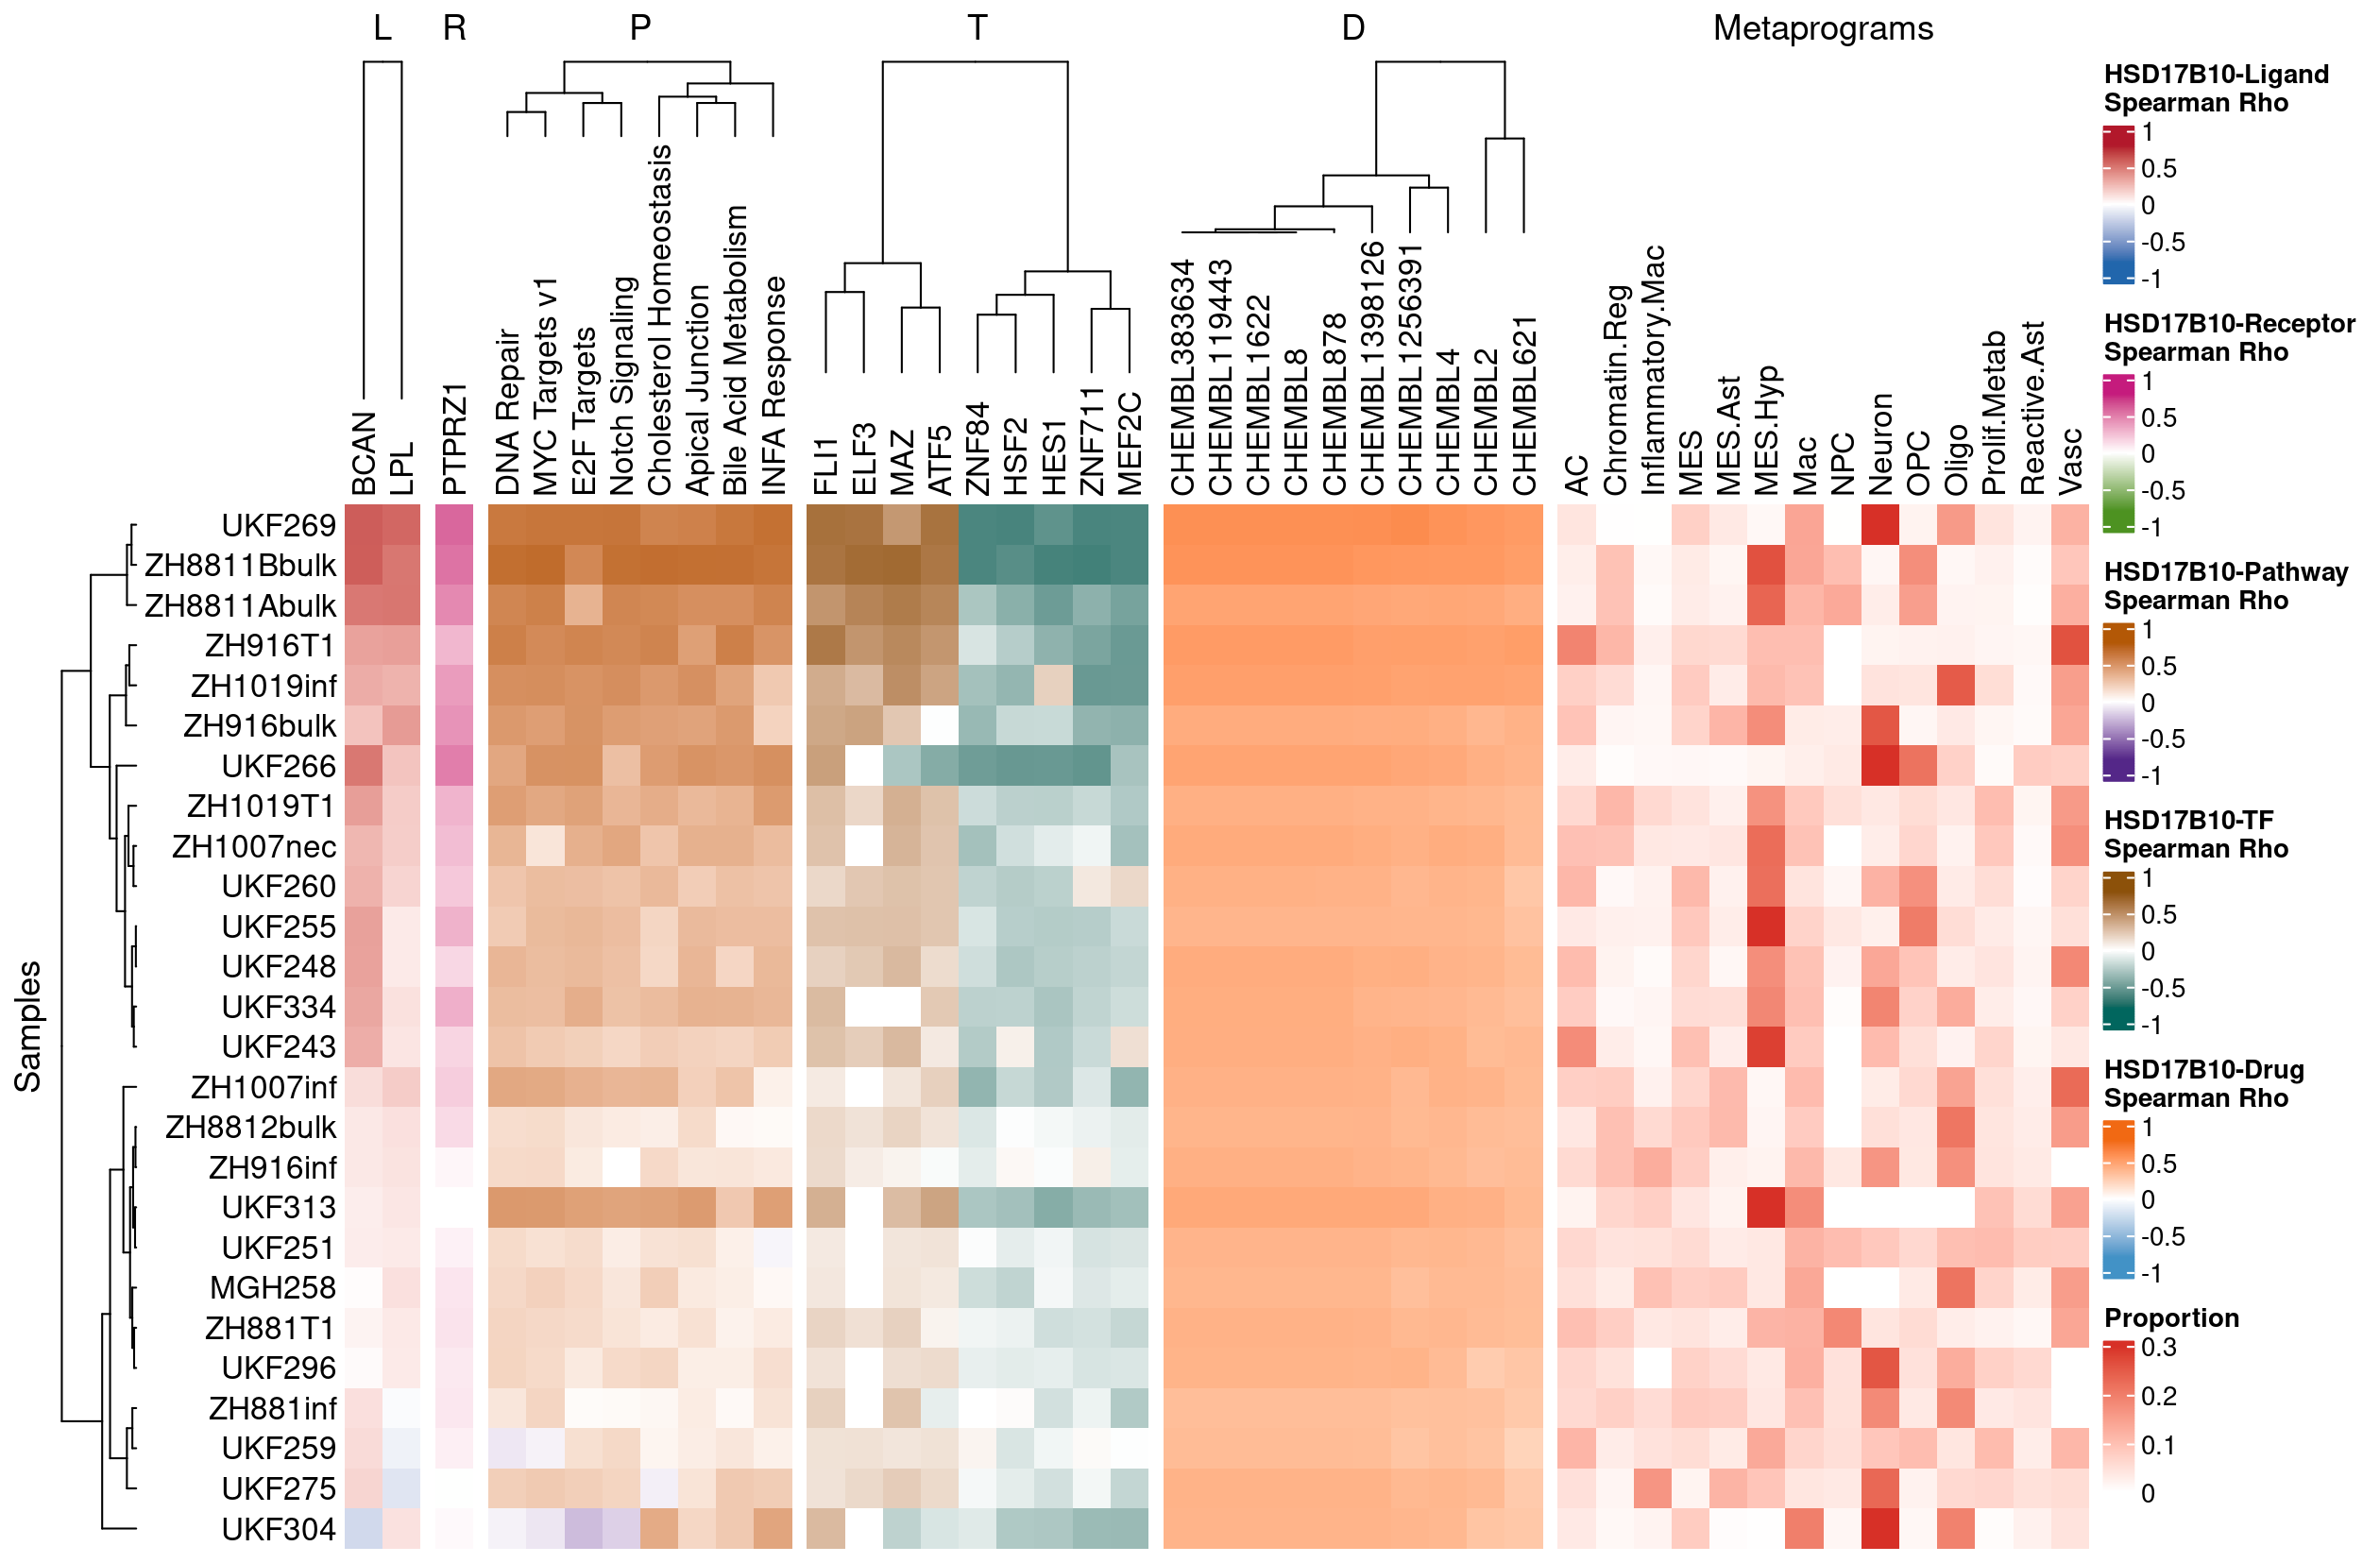 L R P T D Metaprograms
BCAN
LPL
PTPRZ1
DNA Repair
MYC Targets v1
E2F Targets
Notch Signaling
Cholesterol Homeostasis
Apical Junction
Bile Acid Metabolism
INFA Response
FLI1
ELF3
MAZ
ATF5
ZNF84
HSF2
HES1
ZNF711
MEF2C
CHEMBL383634
CHEMBL119443
CHEMBL1622
CHEMBL8
CHEMBL878
CHEMBL1398126
CHEMBL1256391
CHEMBL4
CHEMBL2
CHEMBL621
AC
Chromatin.Reg
Inflammatory.Mac
MES
MES.Ast
MES.Hyp
Mac
NPC
Neuron
OPC
Oligo
Prolif.Metab
Reactive.Ast
Vasc
Samples
UKF269
ZH8811Bbulk
ZH8811Abulk
ZH916T1
ZH1019inf
ZH916bulk
UKF266
ZH1019T1
ZH1007nec
UKF260
UKF255
UKF248
UKF334
UKF243
ZH1007inf
ZH8812bulk
ZH916inf
UKF313
UKF251
MGH258
ZH881T1
UKF296
ZH881inf
UKF259
UKF275
UKF304
HSD17B10-Ligand
Spearman Rho
1
0.5
0
-0.5
-1
HSD17B10-Receptor
Spearman Rho
1
0.5
0
-0.5
-1
HSD17B10-Pathway
Spearman Rho
1
0.5
0
-0.5
-1
HSD17B10-TF
Spearman Rho
1
0.5
0
-0.5
-1
HSD17B10-Drug
Spearman Rho
1
0.5
0
-0.5
-1
Proportion
0.3
0.2
0.1
0